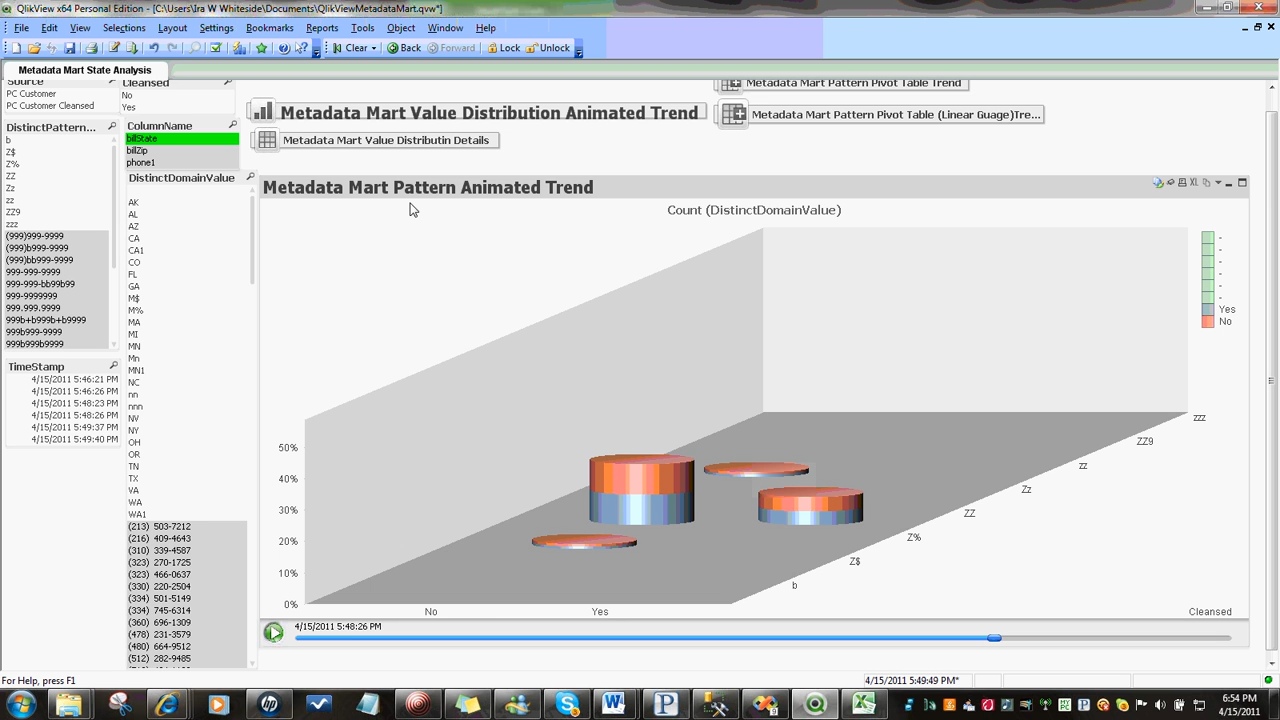 QlikView x64 Personal Edition - [C:\Users\Ira W Whiteside\Documents\QlikViewMetadataMart.qvw*]
File Edit View Selections Layout Settings Bookmarks Reports Tools Object Window Help
Clear Back Forward Lock Unlock
Metadata Mart State Analysis
Source
PC Customer
PC Customer Cleansed
Cleansed
No
Yes
Metadata Mart Pattern Pivot Table Trend
Metadata Mart Value Distribution Animated Trend
Metadata Mart Pattern Pivot Table (Linear Guage)Tre...
Metadata Mart Value Distributin Details
DistinctPattern...
b
Z$
Z%
ZZ
Zz
zz
ZZ9
zzz
(999)999-9999
(999)b999-9999
(999)bb999-9999
999-999-9999
999-999-bb99b99
999-9999999
999.999.9999
999b+b999b+b9999
999b999-9999
999b999b9999
TimeStamp
4/15/2011 5:46:21 PM
4/15/2011 5:46:26 PM
4/15/2011 5:48:23 PM
4/15/2011 5:48:26 PM
4/15/2011 5:49:37 PM
4/15/2011 5:49:40 PM
ColumnName
billState
billZip
phone1
DistinctDomainValue
AK
AL
AZ
CA
CA1
CO
FL
GA
M$
M%
MA
MI
MN
Mn
MN1
NC
nn
nnn
NV
NY
OH
OR
TN
TX
VA
WA
WA1
(213) 503-7212
(216) 409-4643
(310) 339-4587
(323) 270-1725
(323) 466-0637
(330) 220-2504
(334) 501-5149
(334) 745-6314
(360) 696-1309
(478) 231-3579
(480) 664-9512
(512) 282-9485
Metadata Mart Pattern Animated Trend
XL
Count (DistinctDomainValue)
-
-
-
-
-
-
Yes
No
50%
40%
30%
20%
10%
0%
zzz
ZZ9
zz
Zz
ZZ
Z%
Z$
b
No Yes Cleansed
4/15/2011 5:48:26 PM
For Help, press F1
4/15/2011 5:49:49 PM*
6:54 PM
4/15/2011